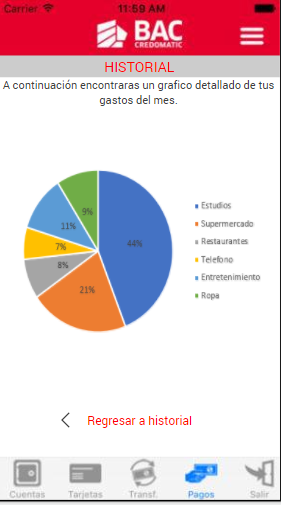 Carrier 11:59 AM
BAC
CREDOMATIC
HISTORIAL
A continuación encontraras un grafico detallado de tus
gastos del mes.
44%
21%
8%
7%
11%
9%
Estudios
Supermercado
Restaurantes
Telefono
Entretenimiento
Ropa
Regresar a historial
Cuentas Tarjetas Transf. Pagos Salir